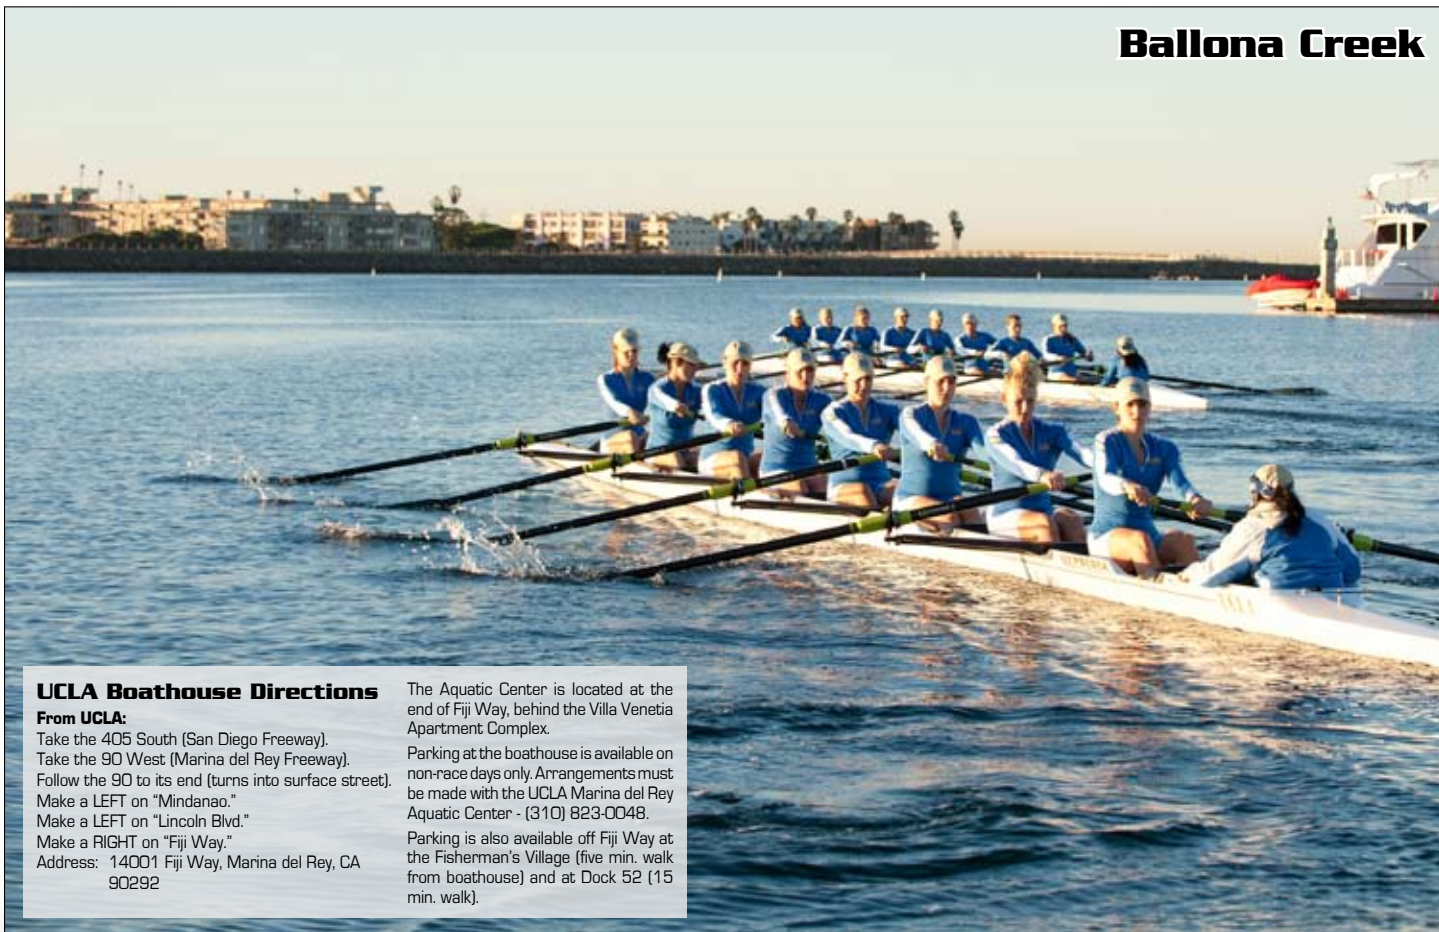 Ballona Creek
UCLA Boathouse Directions
From UCLA:
Take the 405 South (San Diego Freeway).
Take the 90 West (Marina del Rey Freeway).
Follow the 90 to its end (turns into surface street).
Make a LEFT on “Mindanao.”
Make a LEFT on “Lincoln Blvd.”
Make a RIGHT on “Fiji Way.”
Address: 14001 Fiji Way, Marina del Rey, CA
90292
The Aquatic Center is located at the
end of Fiji Way, behind the Villa Venetia
Apartment Complex.
Parking at the boathouse is available on
non-race days only. Arrangements must
be made with the UCLA Marina del Rey
Aquatic Center - (310) 823-0048.
Parking is also available off Fiji Way at
the Fisherman’s Village (five min. walk
from boathouse) and at Dock 52 (15
min. walk).